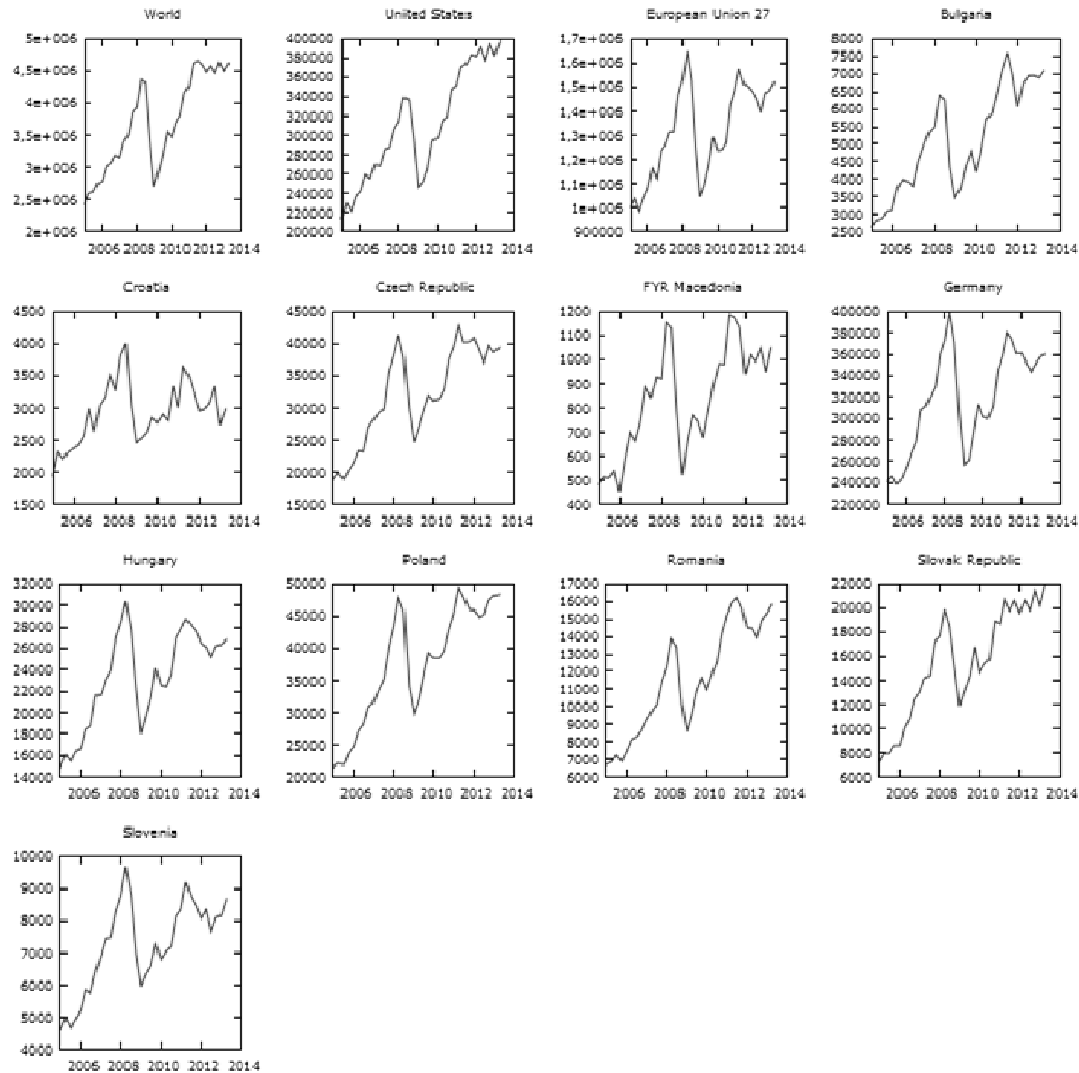 World United States European Union 27 Bulgaria
5e+006 400000 1,7e+006 8000
4,5e+006 380000 1,6e+006 7500
4e+006 360000 1,5e+006 7000
3,5e+006 340000 1,4e+006 6500
3e+006 320000 1,3e+006 6000
2,5e+006 300000 1,2e+006 5500
2e+006 280000 1,1e+006 5000
260000 1e+006 4500
240000 900000 4000
220000 3500
200000 3000
2500
2006 2008 2010 2012 2014 2006 2008 2010 2012 2014 2006 2008 2010 2012 2014 2006 2008 2010 2012 2014
Croatia Czech Republic FYR Macedonia Germany
4500 45000 1200 400000
4000 40000 1100 380000
3500 35000 1000 360000
3000 30000 900 340000
2500 25000 800 320000
2000 20000 700 300000
1500 15000 600 280000
500 260000
400 240000
220000
2006 2008 2010 2012 2014 2006 2008 2010 2012 2014 2006 2008 2010 2012 2014 2006 2008 2010 2012 2014
Hungary Poland Romania Slovak Republic
32000 50000 17000 22000
30000 45000 16000 20000
28000 40000 15000 18000
26000 35000 14000 16000
24000 30000 13000 14000
22000 25000 12000 12000
20000 20000 11000 10000
18000 10000 8000
16000 9000 6000
14000 8000
7000
6000
2006 2008 2010 2012 2014 2006 2008 2010 2012 2014 2006 2008 2010 2012 2014 2006 2008 2010 2012 2014
Slovenia
10000
9000
8000
7000
6000
5000
4000
2006 2008 2010 2012 2014